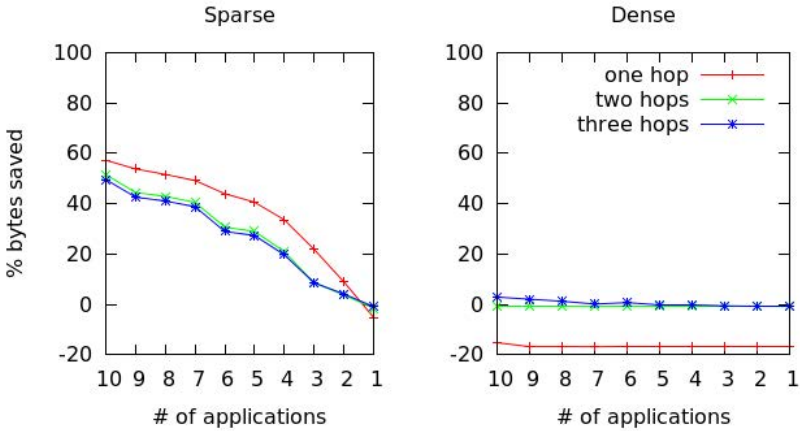 Sparse
100
80
60
40
20
0
-20
% bytes saved
10 9 8 7 6 5 4 3 2 1
# of applications
Dense
100
80
60
40
20
0
-20
one hop
two hops
three hops
10 9 8 7 6 5 4 3 2 1
# of applications